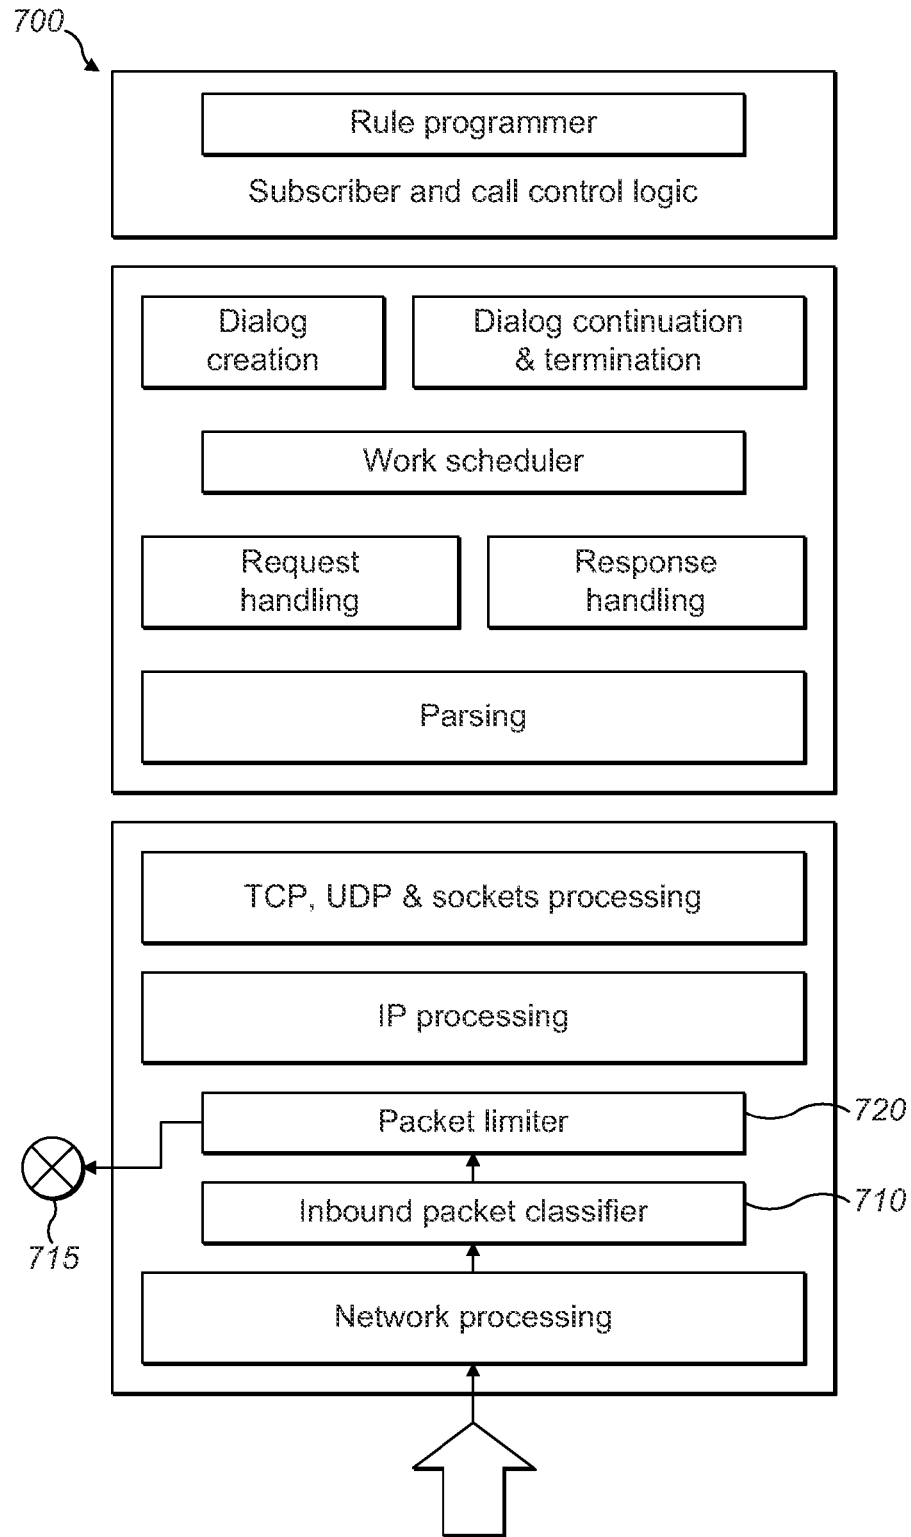 700
Rule programmer
Subscriber and call control logic
Dialog
creation
Dialog continuation
& termination
Work scheduler
Request
handling
Response
handling
Parsing
TCP, UDP & sockets processing
IP processing
Packet limiter
720
Inbound packet classifier
710
715
Network processing